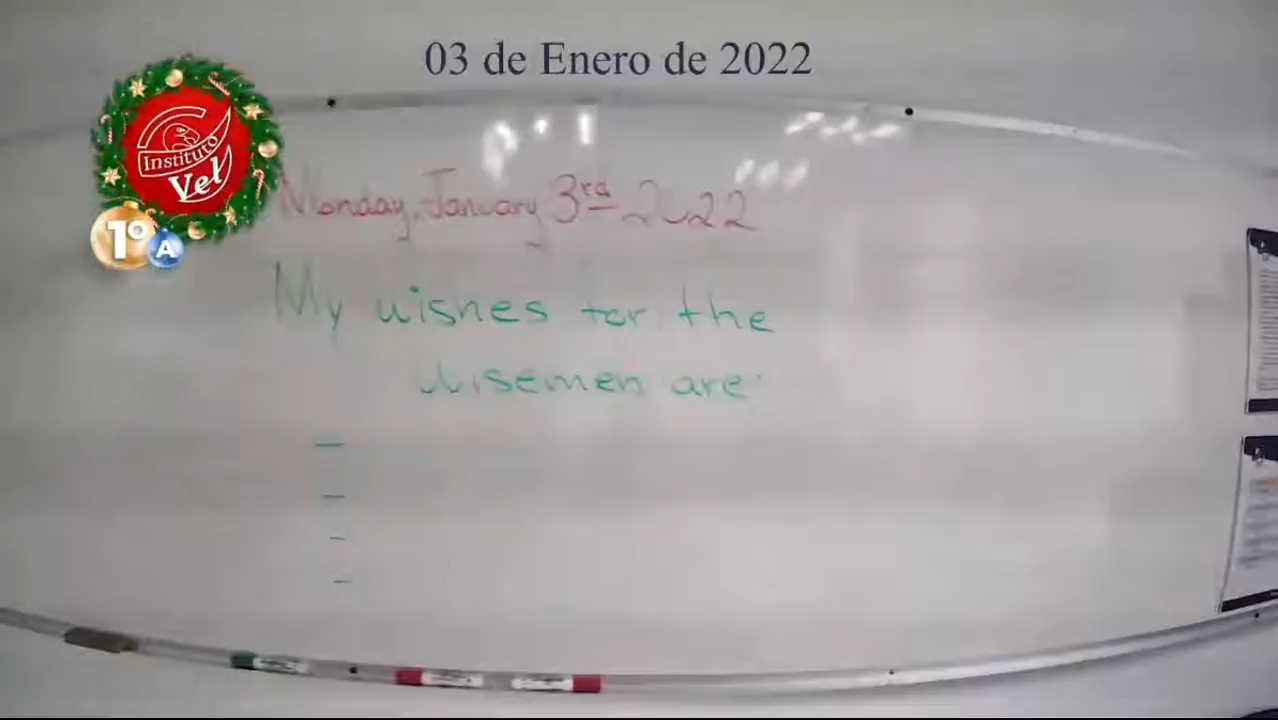 03 de Enero de 2022
Instituto
Vel
1º
A
Monday, January 3rd 2022
My wishes for the
wisemen are: